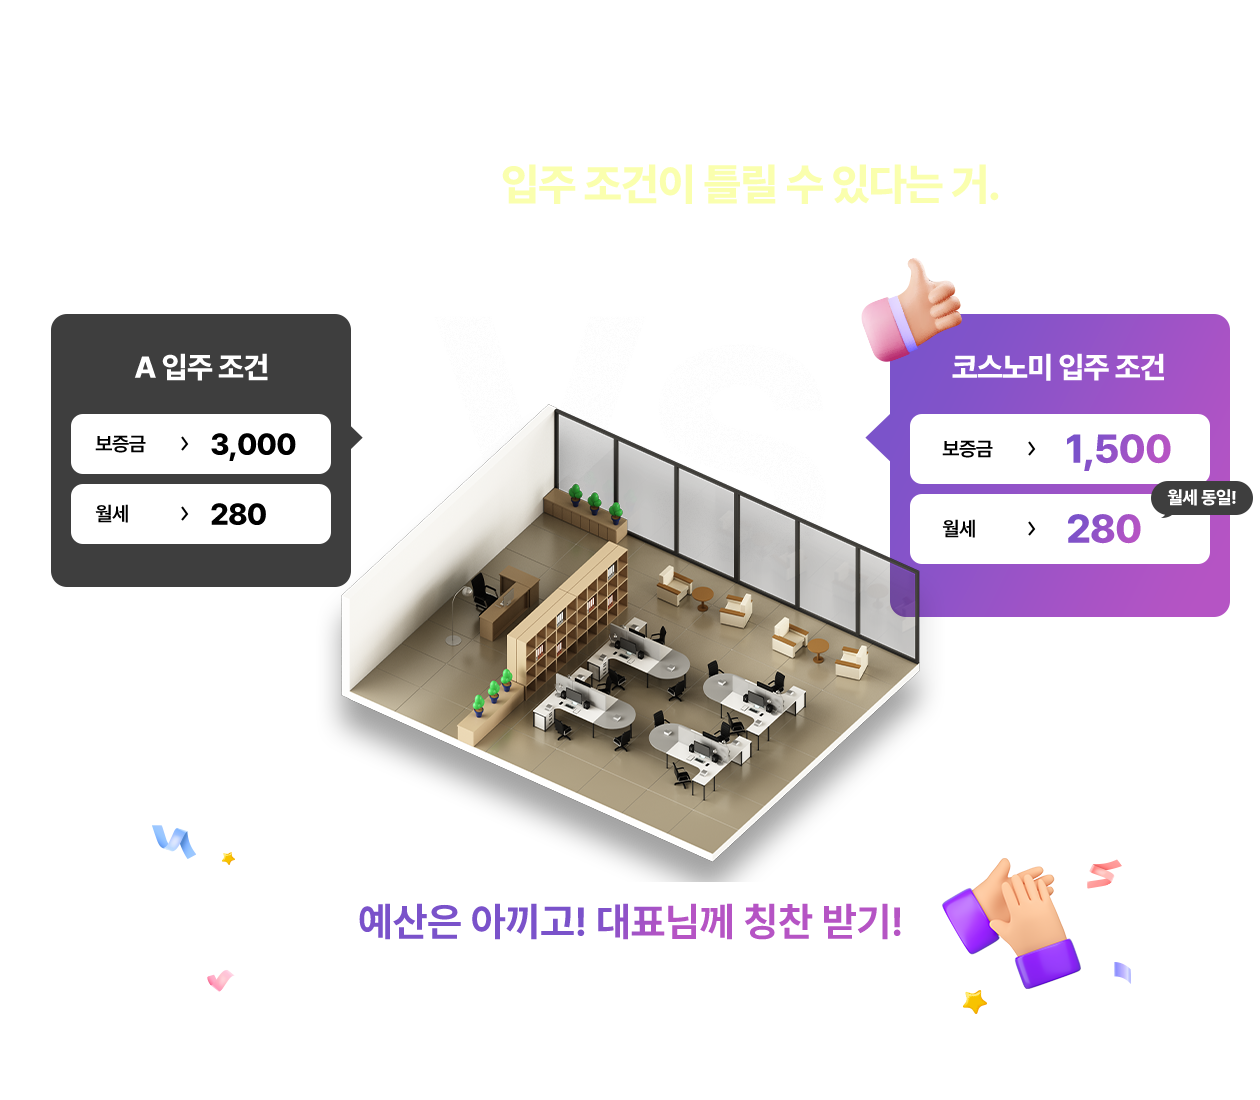 입주 조건이 틀릴 수 있다는 거.
A 입주 조건
보증금 > 3,000
월세 > 280
코스노미 입주 조건
보증금 > 1,500
월세 동일!
월세 > 280
예산은 아끼고! 대표님께 칭찬 받기!